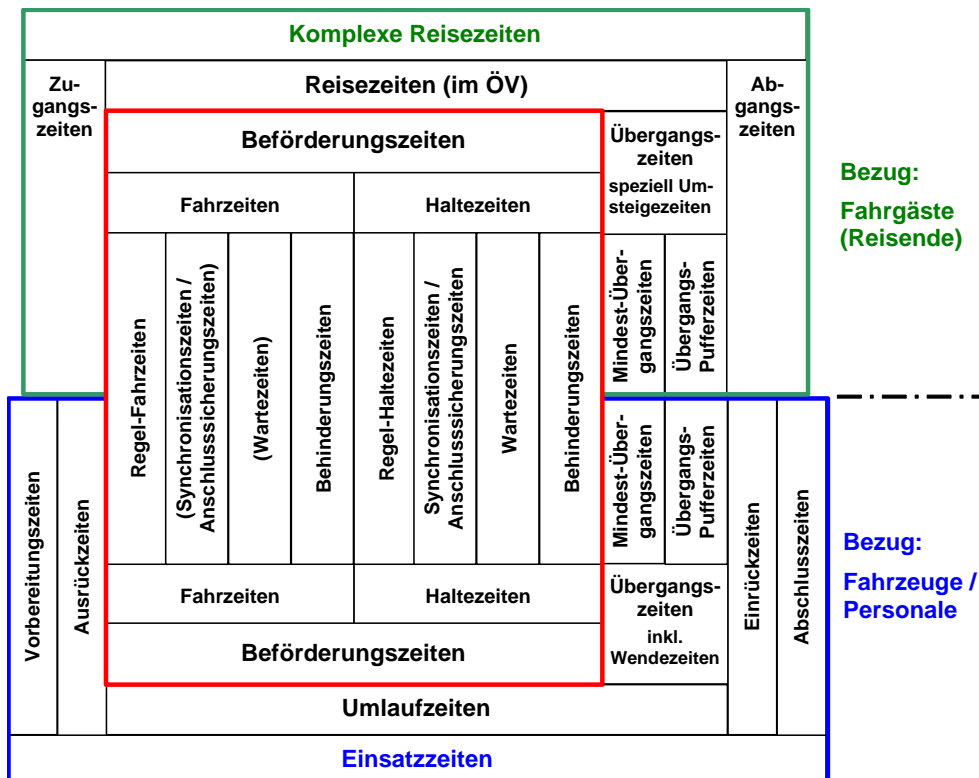 Komplexe Reisezeiten
Zu-
gangs-
zeiten
Reisezeiten (im ÖV)
Ab-
gangs-
zeiten
Beförderungszeiten
Übergangs-
zeiten
speziell Um-
steigezeiten
Fahrzeiten
Haltezeiten
Bezug:
Fahrgäste
(Reisende)
Regel-Fahrzeiten
(Synchronisationszeiten /
Anschlusssicherungszeiten)
(Wartezeiten)
Behinderungszeiten
Regel-Haltezeiten
Synchronisationszeiten /
Anschlusssicherungszeiten
Wartezeiten
Behinderungszeiten
Mindest-Über-
gangszeiten
Übergangs-
Pufferzeiten
Mindest-Über-
gangszeiten
Übergangs-
Pufferzeiten
Vorbereitungszeiten
Ausrückzeiten
Einrückzeiten
Abschlusszeiten
Bezug:
Fahrzeuge /
Personale
Fahrzeiten
Haltezeiten
Übergangs-
zeiten
inkl.
Wendezeiten
Beförderungszeiten
Umlaufzeiten
Einsatzzeiten